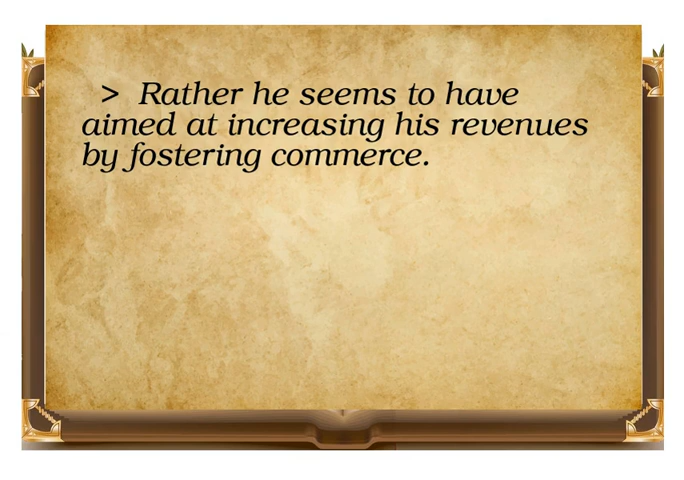 > Rather he seems to have
aimed at increasing his revenues
by fostering commerce.